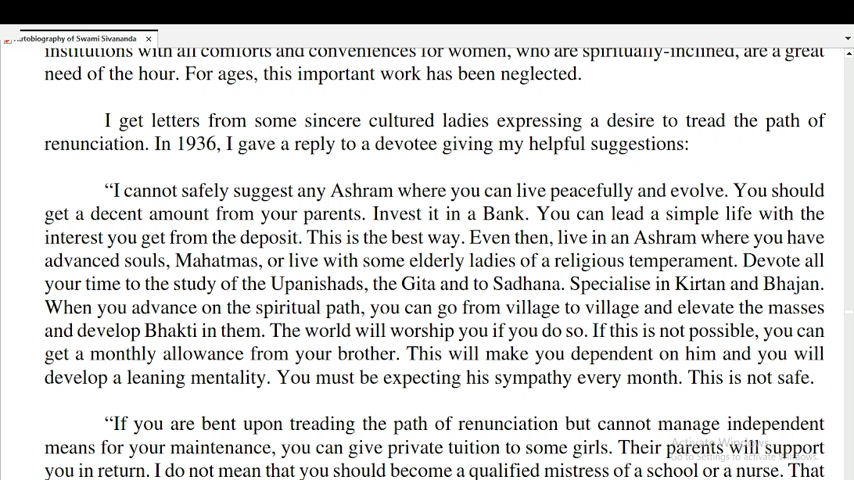 Autobiography of Swami Sivananda
institutions with all comforts and conveniences for women, who are spiritually-inclined, are a great
need of the hour. For ages, this important work has been neglected.
I get letters from some sincere cultured ladies expressing a desire to tread the path of
renunciation. In 1936, I gave a reply to a devotee giving my helpful suggestions:
“I cannot safely suggest any Ashram where you can live peacefully and evolve. You should
get a decent amount from your parents. Invest it in a Bank. You can lead a simple life with the
interest you get from the deposit. This is the best way. Even then, live in an Ashram where you have
advanced souls, Mahatmas, or live with some elderly ladies of a religious temperament. Devote all
your time to the study of the Upanishads, the Gita and to Sadhana. Specialise in Kirtan and Bhajan.
When you advance on the spiritual path, you can go from village to village and elevate the masses
and develop Bhakti in them. The world will worship you if you do so. If this is not possible, you can
get a monthly allowance from your brother. This will make you dependent on him and you will
develop a leaning mentality. You must be expecting his sympathy every month. This is not safe.
“If you are bent upon treading the path of renunciation but cannot manage independent
means for your maintenance, you can give private tuition to some girls. Their parents will support
you in return. I do not mean that you should become a qualified mistress of a school or a nurse. That
Activate Windows
Go to Settings to activate Windows.